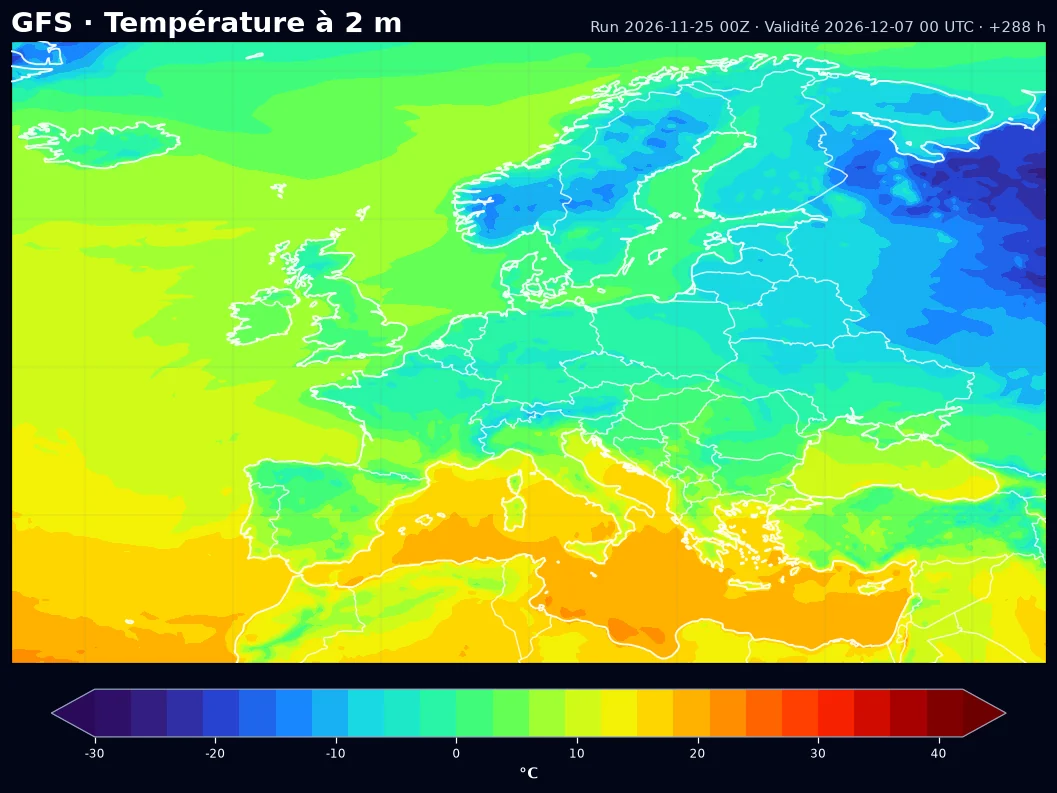 GFS · Température à 2 m
Run 2026-11-25 00Z · Validité 2026-12-07 00 UTC · +288 h
-30 -20 -10 0 10 20 30 40
°C